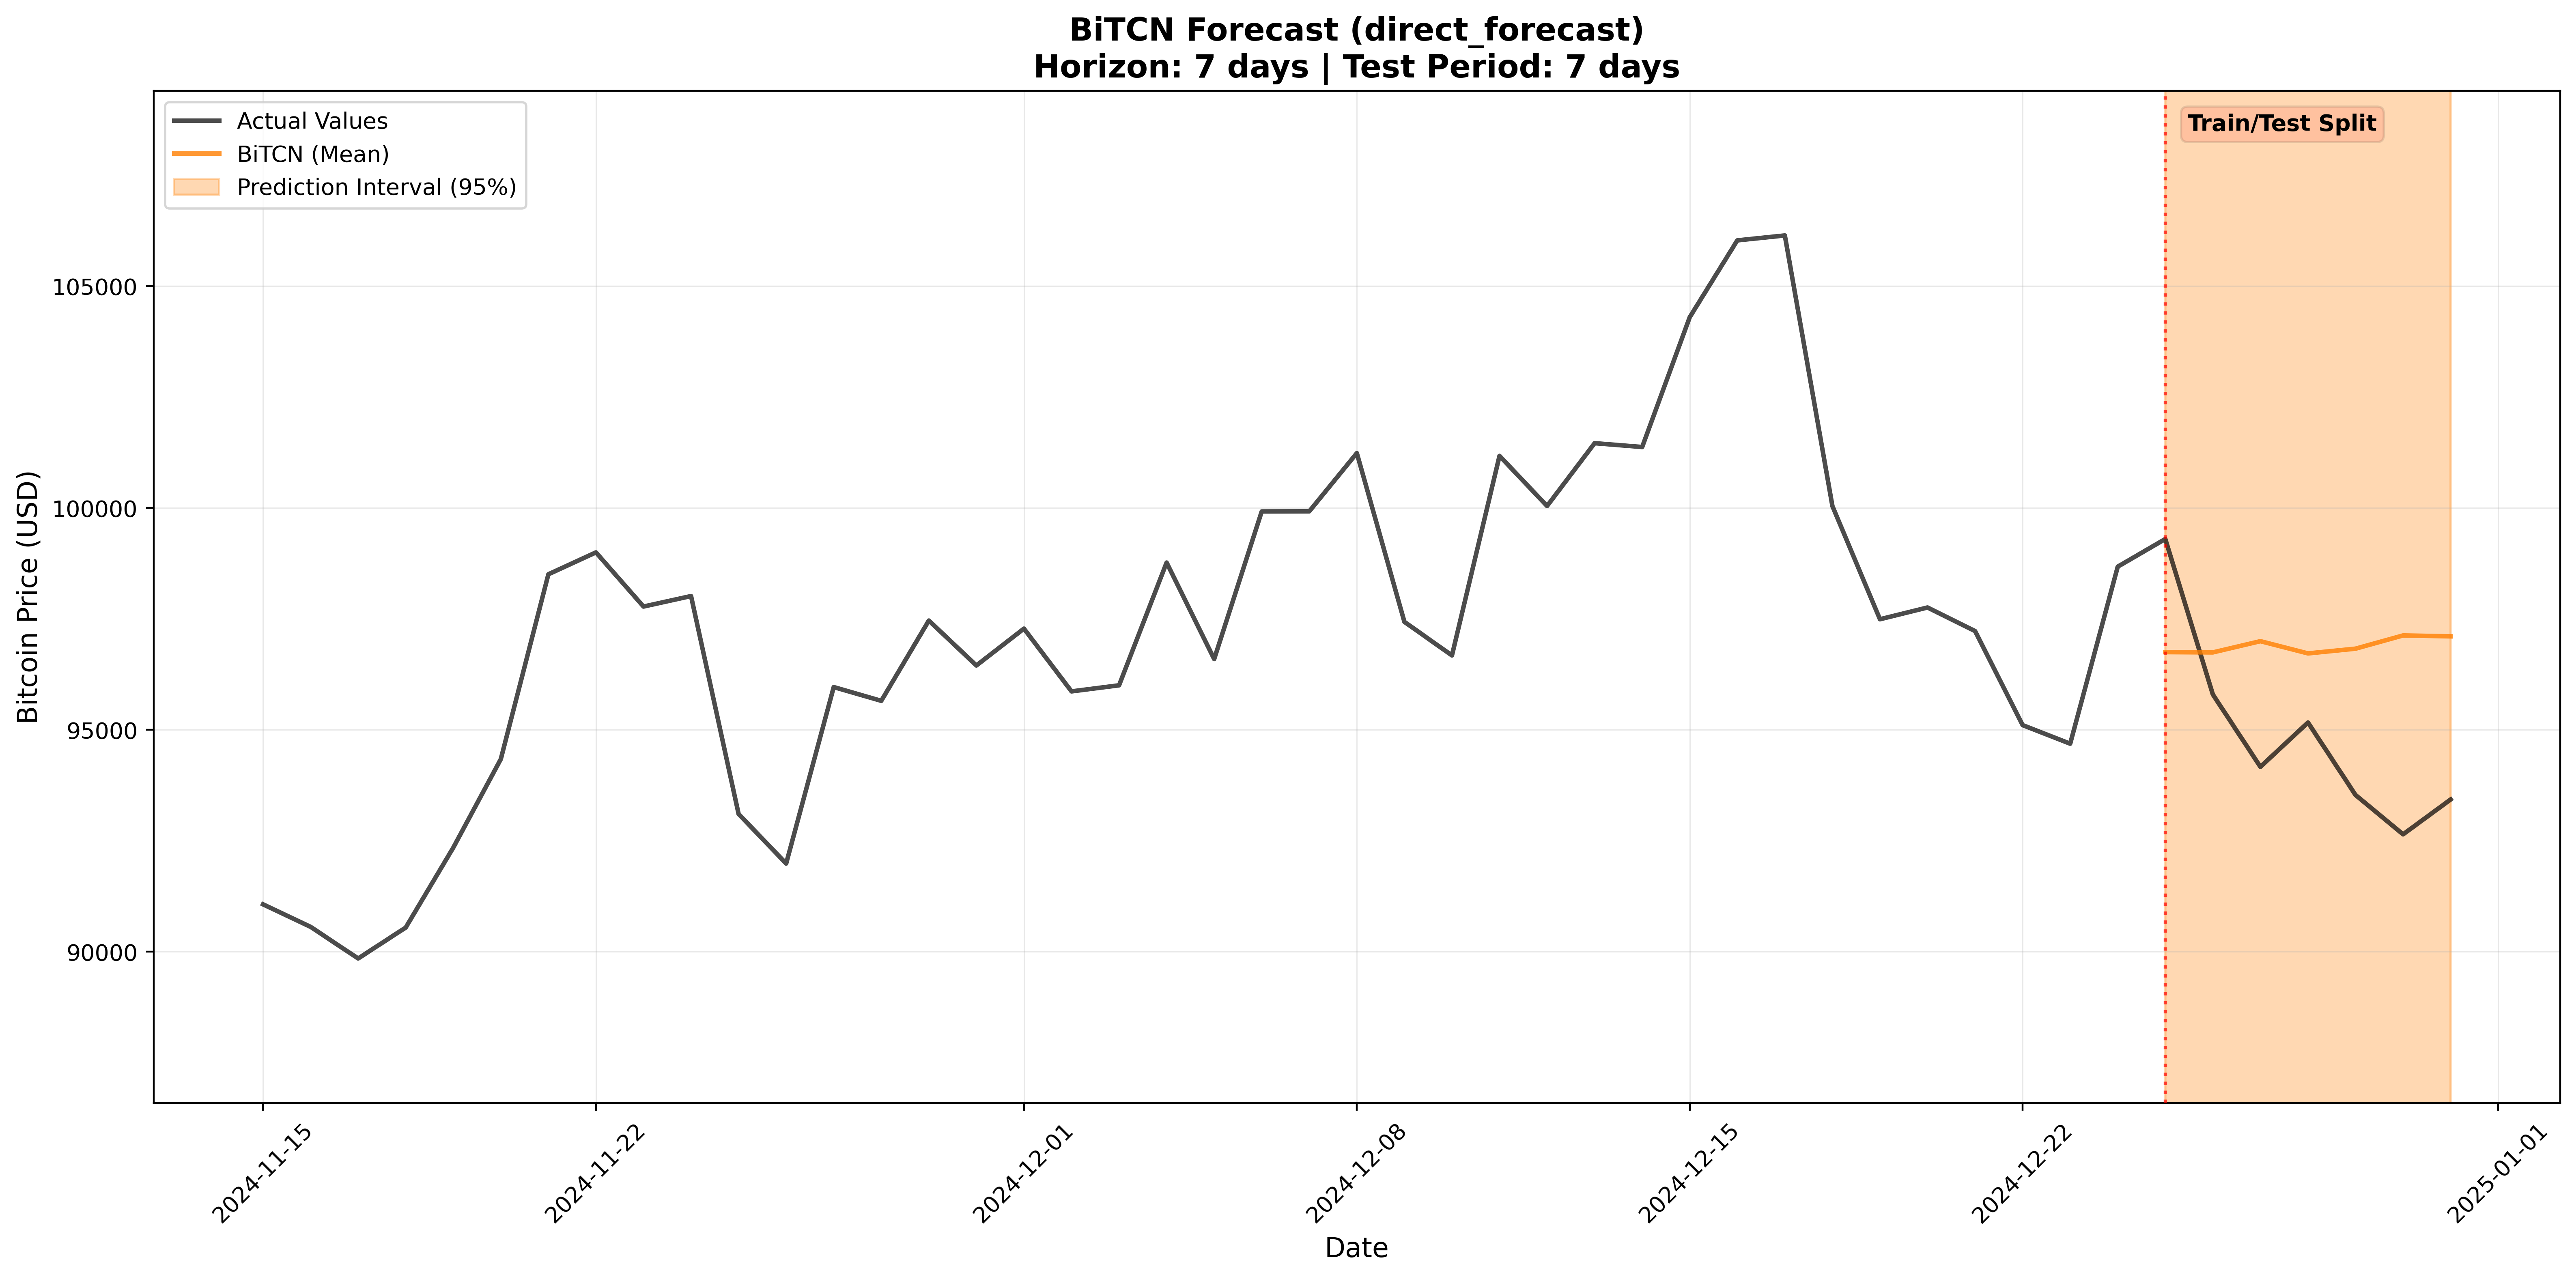 BiTCN Forecast (direct_forecast)
Horizon: 7 days | Test Period: 7 days
Actual Values
BiTCN (Mean)
Prediction Interval (95%)
Train/Test Split
Bitcoin Price (USD)
105000
100000
95000
90000
2024-11-15
2024-11-22
2024-12-01
2024-12-08
2024-12-15
2024-12-22
2025-01-01
Date